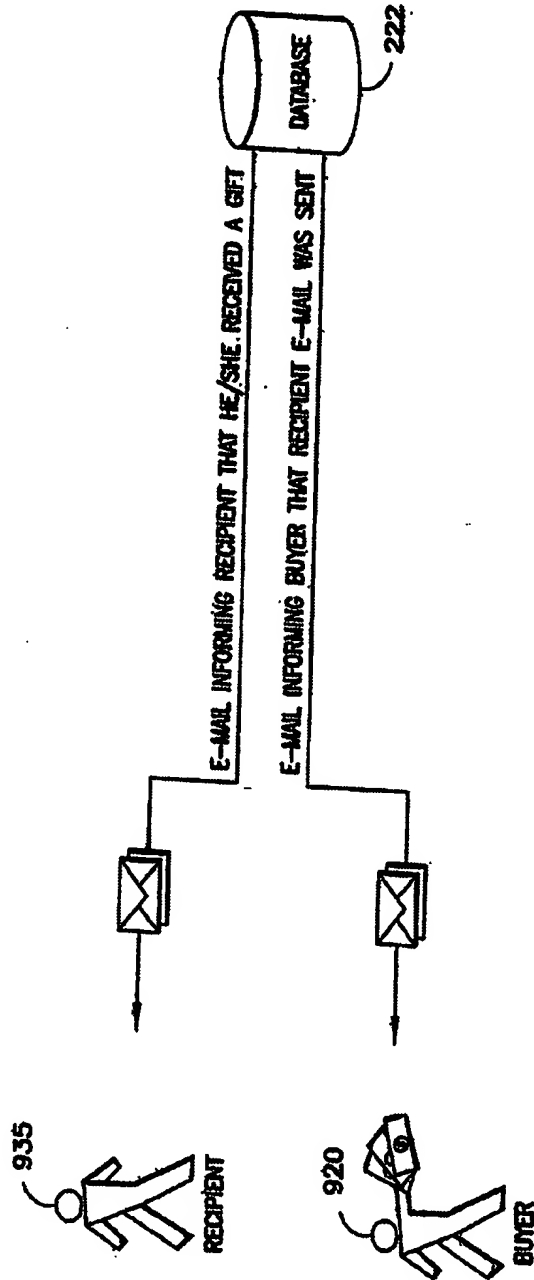 935
RECIPIENT
E-MAIL INFORMING RECIPIENT THAT HE/SHE RECEIVED A GIFT
E-MAIL INFORMING BUYER THAT RECIPIENT E-MAIL WAS SENT
DATABASE
222
920
BUYER